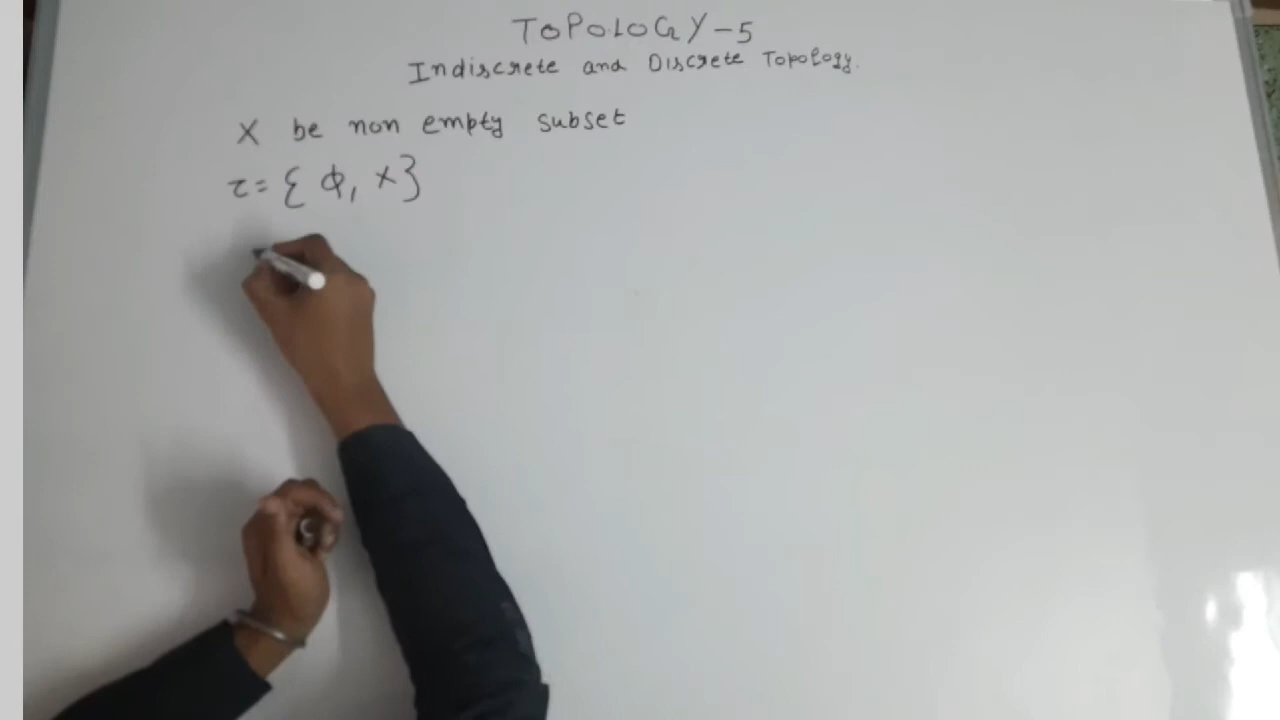 TOPOLOGY-5
Indiscrete and Discrete Topology.
X be non empty subset
τ = { Φ, X }